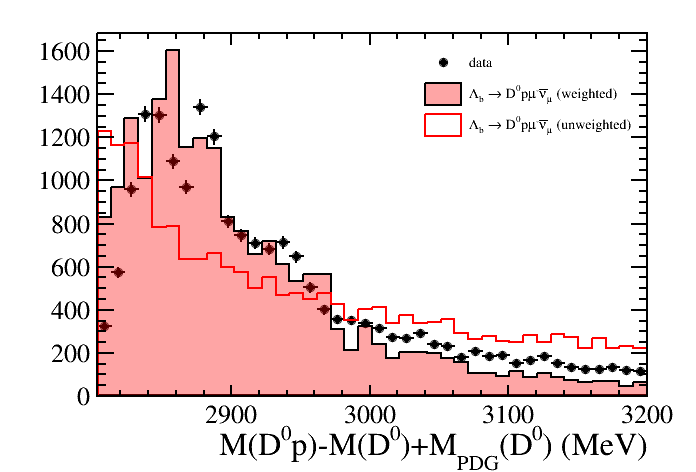 1600
1400
1200
1000
800
600
400
200
0
data
Λb → D⁰pμ ν̅μ (weighted)
Λb → D⁰pμ ν̅μ (unweighted)
2900 3000 3100 3200
M(D⁰p)-M(D⁰)+M_PDG(D⁰) (MeV)